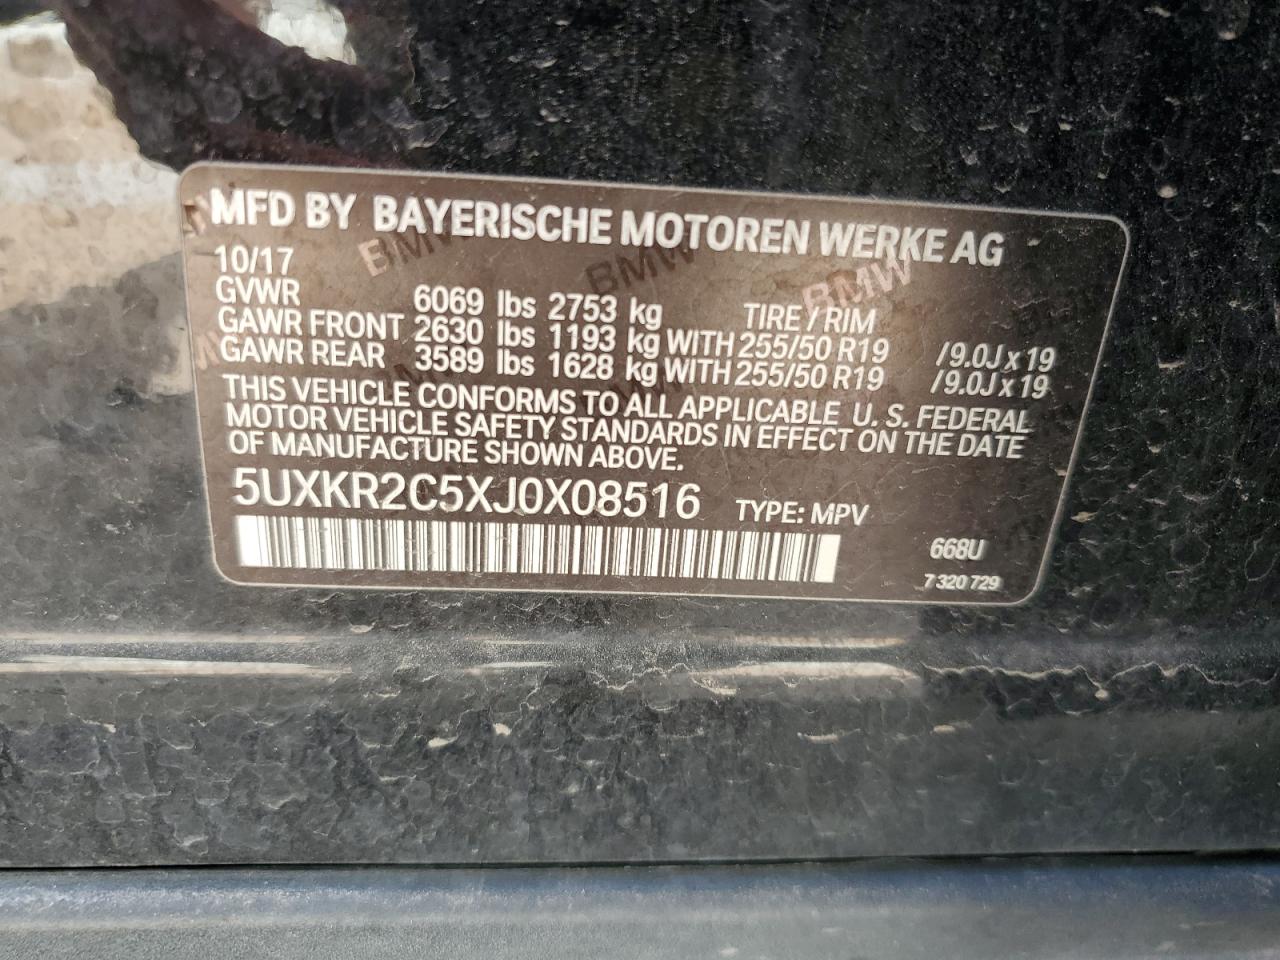 MFD BY BAYERISCHE MOTOREN WERKE AG
10/17
GVWR 6069 lbs 2753 kg TIRE / RIM
GAWR FRONT 2630 lbs 1193 kg WITH 255/50 R19 /9.0J x 19
GAWR REAR 3589 lbs 1628 kg WITH 255/50 R19 /9.0J x 19
THIS VEHICLE CONFORMS TO ALL APPLICABLE U. S. FEDERAL
MOTOR VEHICLE SAFETY STANDARDS IN EFFECT ON THE DATE
OF MANUFACTURE SHOWN ABOVE.
5UXKR2C5XJ0X08516 TYPE: MPV
668U
7 320 729
BMW BMW BMW